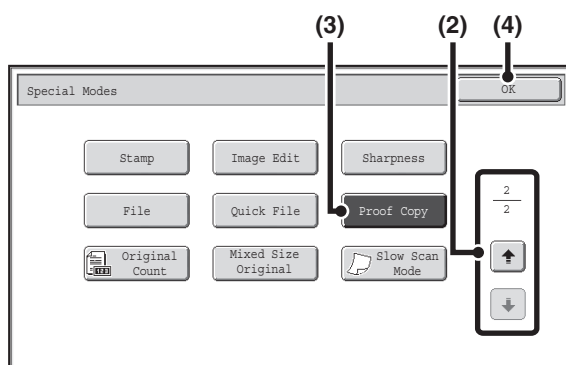 (3) (2) (4)
Special Modes OK
Stamp Image Edit Sharpness
2
File Quick File Proof Copy
2
Original Mixed Size Slow Scan
123
Count Original Mode